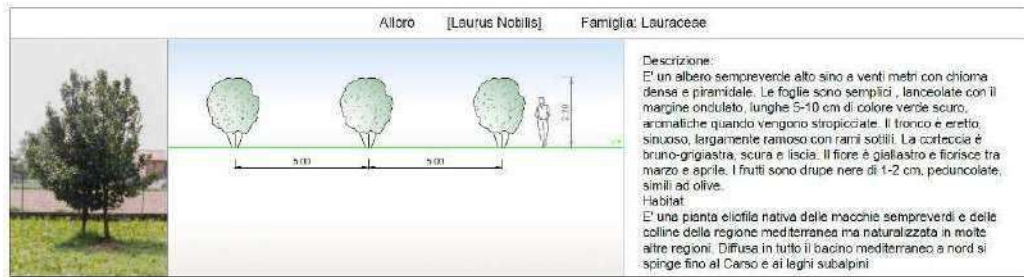 Alloro [Laurus Nobilis] Famiglia: Lauraceae
5.00 5.00
Descrizione:
E' un albero sempreverde alto sino a venti metri con chioma
densa e piramidale. Le foglie sono semplici , lanceolate con il
margine ondulato, lunghe 5-10 cm di colore verde scuro,
aromatiche quando vengono stropicciate. Il tronco è eretto,
sinuoso, largamente ramoso con rami sottili. La corteccia è
bruno-grigiastra, scura e liscia. Il fiore è giallastro e fiorisce tra
marzo e aprile. I frutti sono drupe nere di 1-2 cm, peduncolate,
simili ad olive.
Habitat
E' una pianta eliofila nativa delle macchie sempreverdi e delle
colline della regione mediterranea ma naturalizzata in molte
altre regioni. Diffusa in tutto il bacino mediterraneo a nord si
spinge fino al Carso e ai laghi subalpini